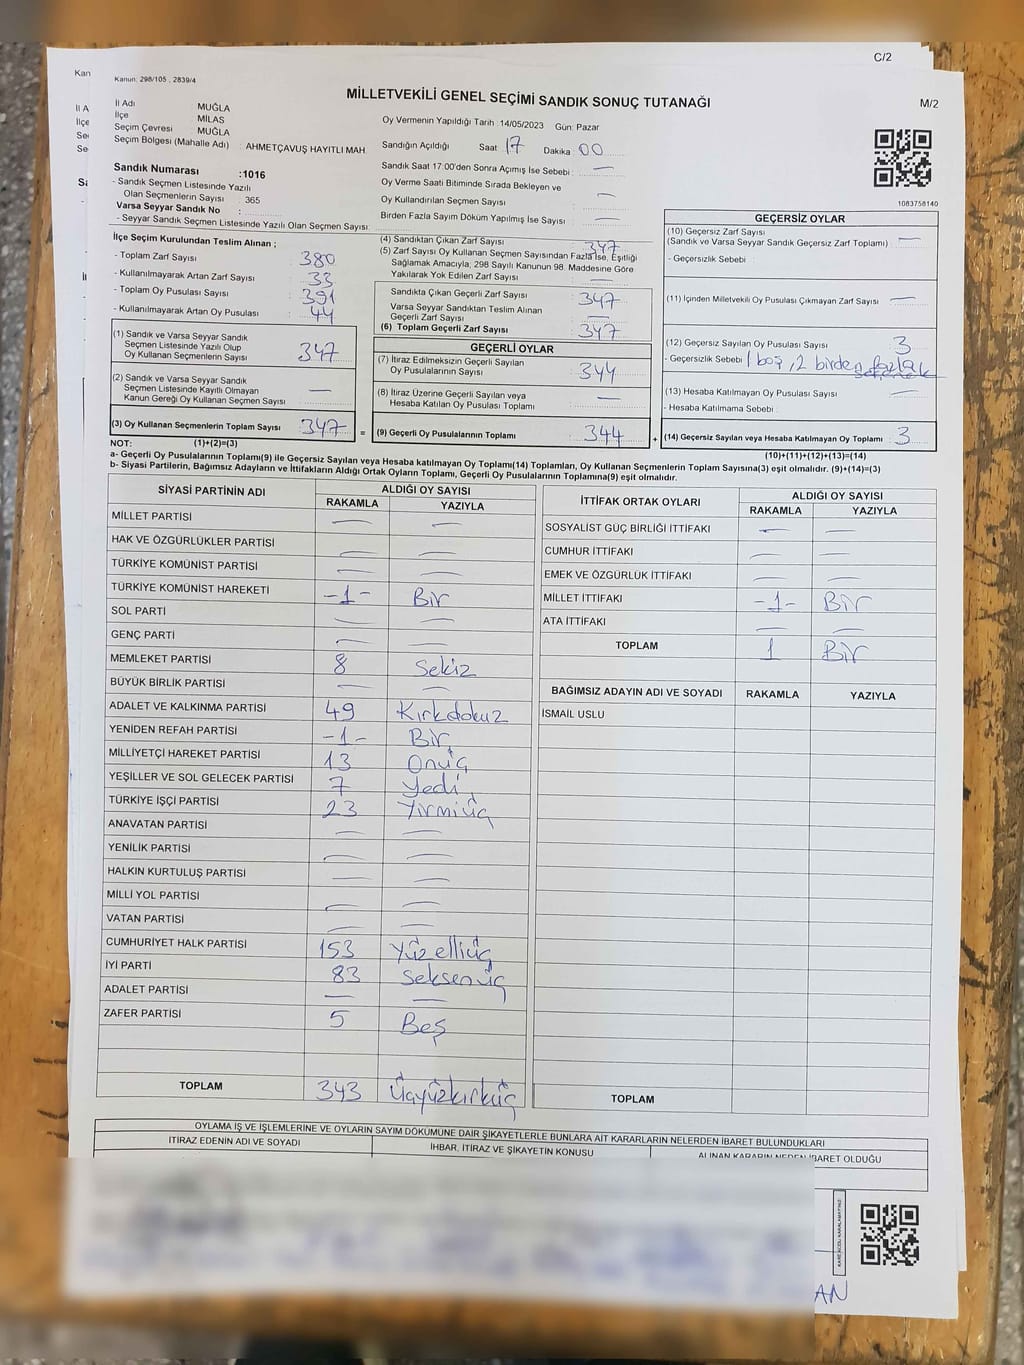 C/2
Kan
Kanun: 298/105 , 2839/4
MİLLETVEKİLİ GENEL SEÇİMİ SANDIK SONUÇ TUTANAĞI
M/2
İl Adı MUĞLA
İlçe MİLAS
Seçim Çevresi : MUĞLA
Seçim Bölgesi (Mahalle Adı) : AHMETÇAVUŞ HAYITLI MAH.
Oy Vermenin Yapıldığı Tarih :14/05/2023 Gün: Pazar
Sandığın Açıldığı Saat 17 Dakika 00
Sandık Saat 17:00'den Sonra Açımış İse Sebebi : —
Oy Verme Saati Bitiminde Sırada Bekleyen ve
Oy Kullandırılan Seçmen Sayısı : —
Birden Fazla Sayım Döküm Yapılmış İse Sayısı : —
1083758140
Sandık Numarası :1016
- Sandık Seçmen Listesinde Yazılı
Olan Seçmenlerin Sayısı : 365
Varsa Seyyar Sandık No :
- Seyyar Sandık Seçmen Listesinde Yazılı Olan Seçmen Sayısı:
İlçe Seçim Kurulundan Teslim Alınan ;
- Toplam Zarf Sayısı : 380
- Kullanılmayarak Artan Zarf Sayısı : 33
- Toplam Oy Pusulası Sayısı : 391
- Kullanılmayarak Artan Oy Pusulası : 44
(1) Sandık ve Varsa Seyyar Sandık
Seçmen Listesinde Yazılı Olup
Oy Kullanan Seçmenlerin Sayısı : 347
(2) Sandık ve Varsa Seyyar Sandık
Seçmen Listesinde Kayıtlı Olmayan
Kanun Gereği Oy Kullanan Seçmen Sayısı : —
(3) Oy Kullanan Seçmenlerin Toplam Sayısı : 347
(4) Sandıktan Çıkan Zarf Sayısı : 347
(5) Zarf Sayısı Oy Kullanan Seçmen Sayısından Fazla İse, Eşitliği
Sağlamak Amacıyla, 298 Sayılı Kanunun 98. Maddesine Göre
Yakılarak Yok Edilen Zarf Sayısı : —
Sandıkta Çıkan Geçerli Zarf Sayısı : 347
Varsa Seyyar Sandıktan Teslim Alınan
Geçerli Zarf Sayısı : —
(6) Toplam Geçerli Zarf Sayısı : 347
GEÇERLİ OYLAR
(7) İtiraz Edilmeksizin Geçerli Sayılan
Oy Pusulalarının Sayısı : 344
(8) İtiraz Üzerine Geçerli Sayılan veya
Hesaba Katılan Oy Pusulası Toplamı : —
= (9) Geçerli Oy Pusulalarının Toplamı : 344
GEÇERSİZ OYLAR
(10) Geçersiz Zarf Sayısı : —
(Sandık ve Varsa Seyyar Sandık Geçersiz Zarf Toplamı)
- Geçersizlik Sebebi :
(11) İçinden Milletvekili Oy Pusulası Çıkmayan Zarf Sayısı : —
(12) Geçersiz Sayılan Oy Pusulası Sayısı : 3
- Geçersizlik Sebebi : 1 boş, 2 birden fazla
(13) Hesaba Katılmayan Oy Pusulası Sayısı : —
- Hesaba Katılmama Sebebi :
+ (14) Geçersiz Sayılan veya Hesaba Katılmayan Oy Toplamı : 3
NOT: (1)+(2)=(3)
(10)+(11)+(12)+(13)=(14)
a- Geçerli Oy Pusulalarının Toplamı(9) ile Geçersiz Sayılan veya Hesaba katılmayan Oy Toplamı(14) Toplamları, Oy Kullanan Seçmenlerin Toplam Sayısına(3) eşit olmalıdır. (9)+(14)=(3)
b- Siyasi Partilerin, Bağımsız Adayların ve İttifakların Aldığı Ortak Oyların Toplamı, Geçerli Oy Pusulalarının Toplamına(9) eşit olmalıdır.
SİYASİ PARTİNİN ADI ALDIĞI OY SAYISI
RAKAMLA YAZIYLA
MİLLET PARTİSİ — —
HAK VE ÖZGÜRLÜKLER PARTİSİ — —
TÜRKİYE KOMÜNİST PARTİSİ — —
TÜRKİYE KOMÜNİST HAREKETİ -1- Bir
SOL PARTİ — —
GENÇ PARTİ — —
MEMLEKET PARTİSİ 8 Sekiz
BÜYÜK BİRLİK PARTİSİ — —
ADALET VE KALKINMA PARTİSİ 49 Kırkdokuz
YENİDEN REFAH PARTİSİ -1- Bir
MİLLİYETÇİ HAREKET PARTİSİ 13 Onüç
YEŞİLLER VE SOL GELECEK PARTİSİ 7 Yedi
TÜRKİYE İŞÇİ PARTİSİ 23 Yirmiüç
ANAVATAN PARTİSİ — —
YENİLİK PARTİSİ — —
HALKIN KURTULUŞ PARTİSİ — —
MİLLİ YOL PARTİSİ — —
VATAN PARTİSİ — —
CUMHURİYET HALK PARTİSİ 153 Yüzelliüç
İYİ PARTİ 83 Seksenüç
ADALET PARTİSİ — —
ZAFER PARTİSİ 5 Beş
TOPLAM 343 Üçyüzkırküç
İTTİFAK ORTAK OYLARI ALDIĞI OY SAYISI
RAKAMLA YAZIYLA
SOSYALİST GÜÇ BİRLİĞİ İTTİFAKI — —
CUMHUR İTTİFAKI — —
EMEK VE ÖZGÜRLÜK İTTİFAKI — —
MİLLET İTTİFAKI -1- Bir
ATA İTTİFAKI — —
TOPLAM 1 Bir
BAĞIMSIZ ADAYIN ADI VE SOYADI RAKAMLA YAZIYLA
İSMAİL USLU
TOPLAM
OYLAMA İŞ VE İŞLEMLERİNE VE OYLARIN SAYIM DÖKÜMÜNE DAİR ŞİKAYETLERLE BUNLARA AİT KARARLARIN NELERDEN İBARET BULUNDUKLARI
İTİRAZ EDENİN ADI VE SOYADI İHBAR, İTİRAZ VE ŞİKAYETİN KONUSU ALINAN KARARIN NEDEN İBARET OLDUĞU
AN